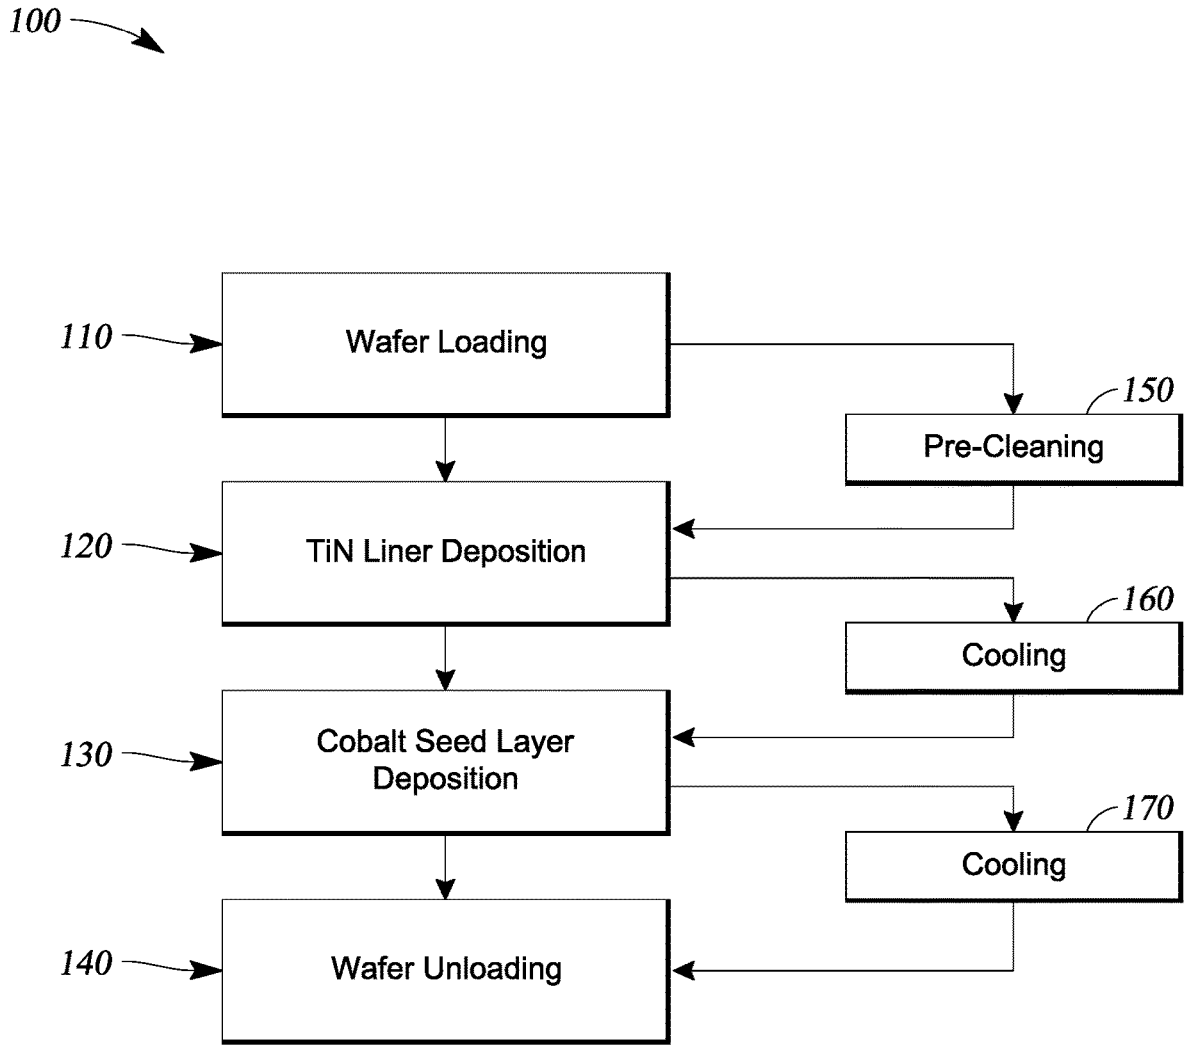 100
110
Wafer Loading
150
Pre-Cleaning
120
TiN Liner Deposition
160
Cooling
130
Cobalt Seed Layer
Deposition
170
Cooling
140
Wafer Unloading